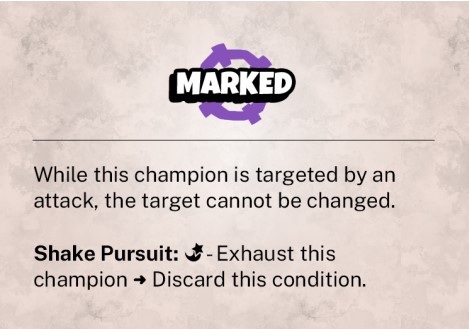 MARKED
While this champion is targeted by an
attack, the target cannot be changed.
Shake Pursuit: - Exhaust this
champion ➜ Discard this condition.